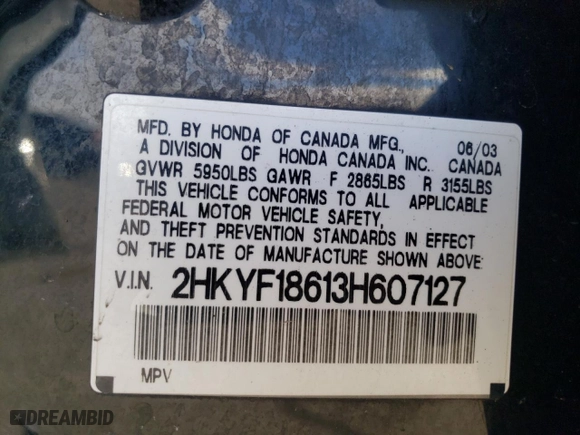 MFD. BY HONDA OF CANADA MFG., 06/03
A DIVISION OF HONDA CANADA INC. CANADA
GVWR 5950LBS GAWR F 2865LBS R 3155LBS
THIS VEHICLE CONFORMS TO ALL APPLICABLE
FEDERAL MOTOR VEHICLE SAFETY,
AND THEFT PREVENTION STANDARDS IN EFFECT
ON THE DATE OF MANUFACTURE SHOWN ABOVE
V.I.N. 2HKYF18613H607127
MPV
DREAMBID